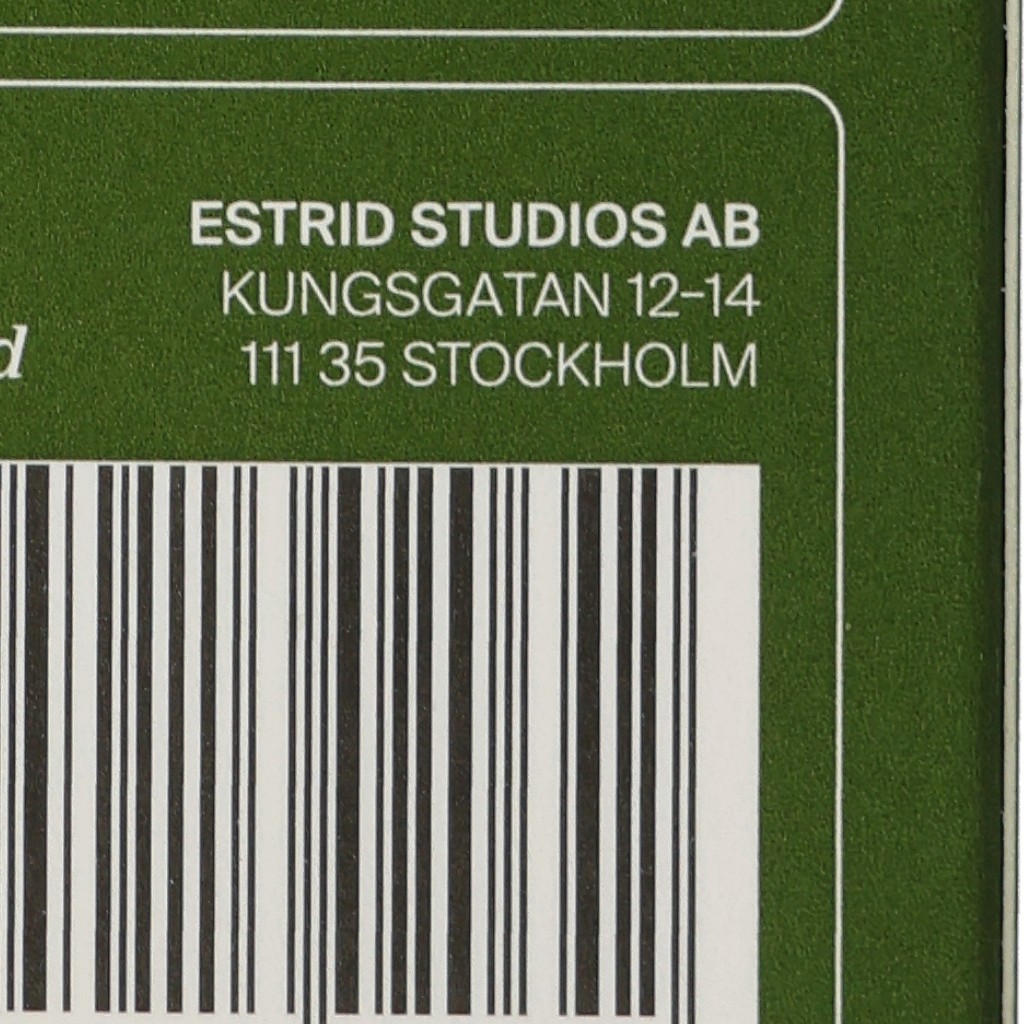 ESTRID STUDIOS AB
KUNGSGATAN 12–14
111 35 STOCKHOLM